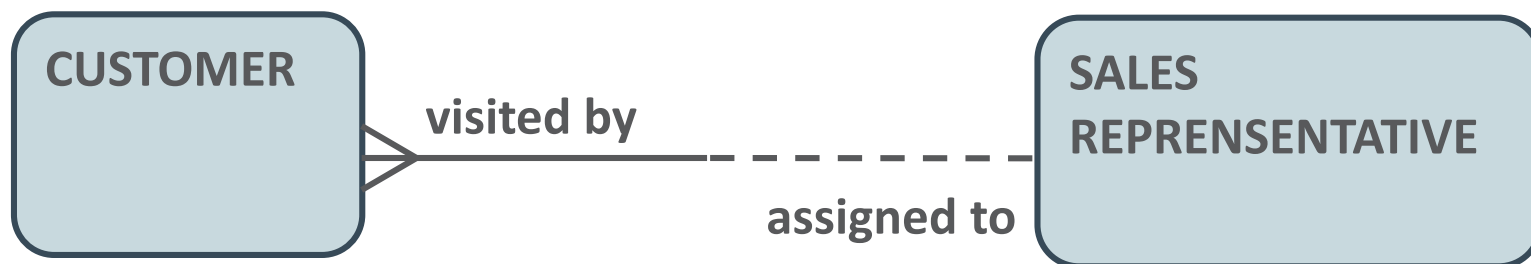 CUSTOMER
visited by
assigned to
SALES
REPRENSENTATIVE